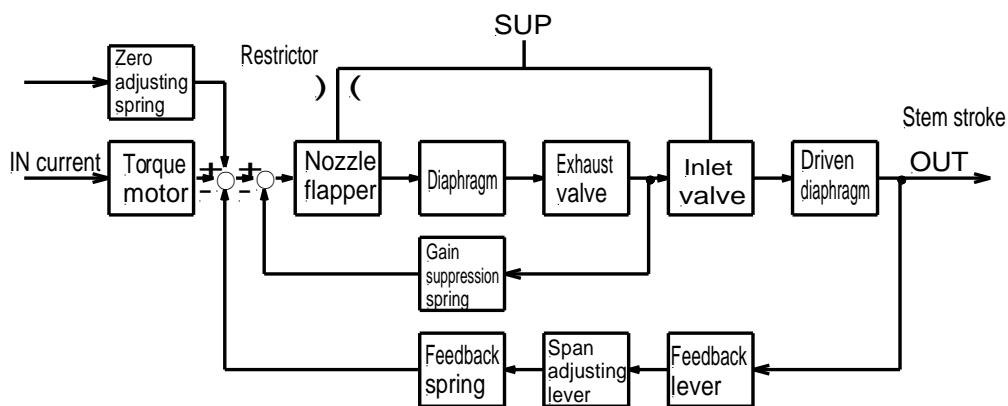 SUP
Zero
adjusting
spring
Restrictor
) (
Stem stroke
IN current
Torque
motor
+
-
+
-
Nozzle
flapper
Diaphragm
Exhaust
valve
Inlet
valve
Driven
diaphragm
OUT
Gain
suppression
spring
Feedback
spring
Span
adjusting
lever
Feedback
lever